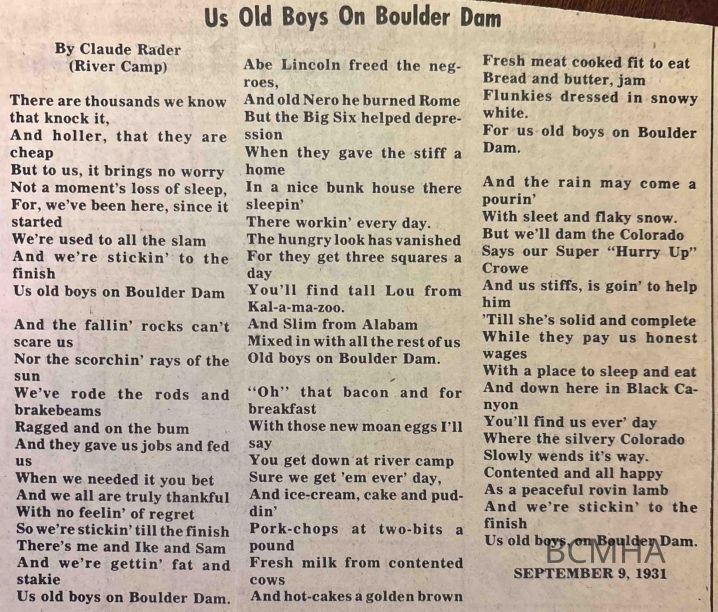 Us Old Boys On Boulder Dam
By Claude Rader
(River Camp)
There are thousands we know
that knock it,
And holler, that they are
cheap
But to us, it brings no worry
Not a moment's loss of sleep,
For, we've been here, since it
started
We're used to all the slam
And we're stickin' to the
finish
Us old boys on Boulder Dam
And the fallin' rocks can't
scare us
Nor the scorchin' rays of the
sun
We've rode the rods and
brakebeams
Ragged and on the bum
And they gave us jobs and fed
us
When we needed it you bet
And we all are truly thankful
With no feelin' of regret
So we're stickin' till the finish
There's me and Ike and Sam
And we're gettin' fat and
stakie
Us old boys on Boulder Dam.
Abe Lincoln freed the neg-
roes,
And old Nero he burned Rome
But the Big Six helped depre-
ssion
When they gave the stiff a
home
In a nice bunk house there
sleepin'
There workin' every day.
The hungry look has vanished
For they get three squares a
day
You'll find tall Lou from
Kal-a-ma-zoo.
And Slim from Alabam
Mixed in with all the rest of us
Old boys on Boulder Dam.
"Oh" that bacon and for
breakfast
With those new moan eggs I'll
say
You get down at river camp
Sure we get 'em ever' day,
And ice-cream, cake and pud-
din'
Pork-chops at two-bits a
pound
Fresh milk from contented
cows
And hot-cakes a golden brown
Fresh meat cooked fit to eat
Bread and butter, jam
Flunkies dressed in snowy
white.
For us old boys on Boulder
Dam.
And the rain may come a
pourin'
With sleet and flaky snow.
But we'll dam the Colorado
Says our Super "Hurry Up"
Crowe
And us stiffs, is goin' to help
him
'Till she's solid and complete
While they pay us honest
wages
With a place to sleep and eat
And down here in Black Ca-
nyon
You'll find us ever' day
Where the silvery Colorado
Slowly wends it's way.
Contented and all happy
As a peaceful rovin lamb
And we're stickin' to the
finish
Us old boys on Boulder Dam.
BCMHA
SEPTEMBER 9, 1931